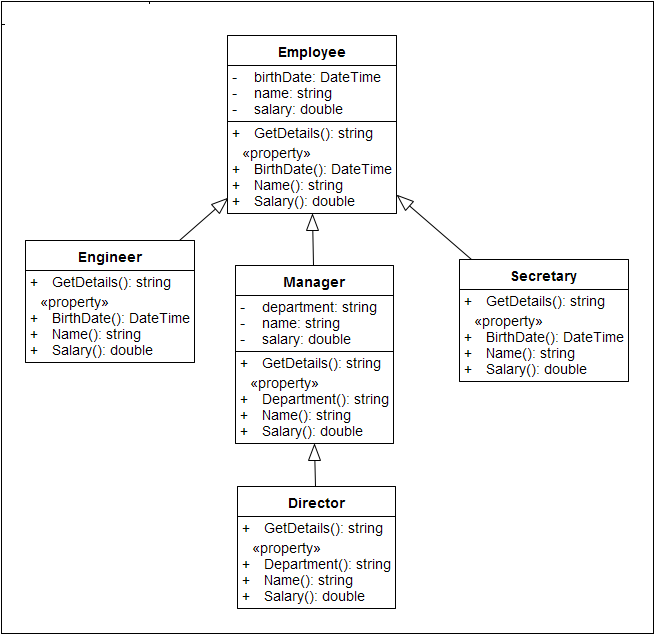 Employee
- birthDate: DateTime
- name: string
- salary: double
+ GetDetails(): string
«property»
+ BirthDate(): DateTime
+ Name(): string
+ Salary(): double
Engineer
+ GetDetails(): string
«property»
+ BirthDate(): DateTime
+ Name(): string
+ Salary(): double
Manager
- department: string
- name: string
- salary: double
+ GetDetails(): string
«property»
+ Department(): string
+ Name(): string
+ Salary(): double
Secretary
+ GetDetails(): string
«property»
+ BirthDate(): DateTime
+ Name(): string
+ Salary(): double
Director
+ GetDetails(): string
«property»
+ Department(): string
+ Name(): string
+ Salary(): double